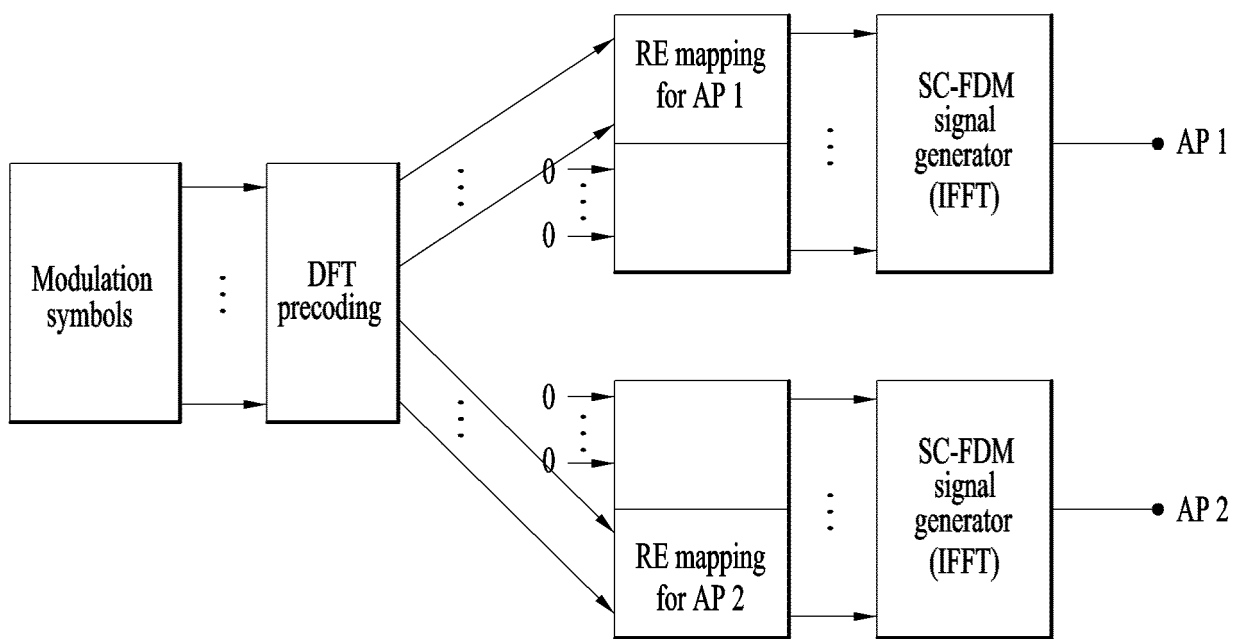 Modulation
symbols
DFT
precoding
0
0
RE mapping
for AP 1
SC-FDM
signal
generator
(IFFT)
AP 1
0
0
RE mapping
for AP 2
SC-FDM
signal
generator
(IFFT)
AP 2